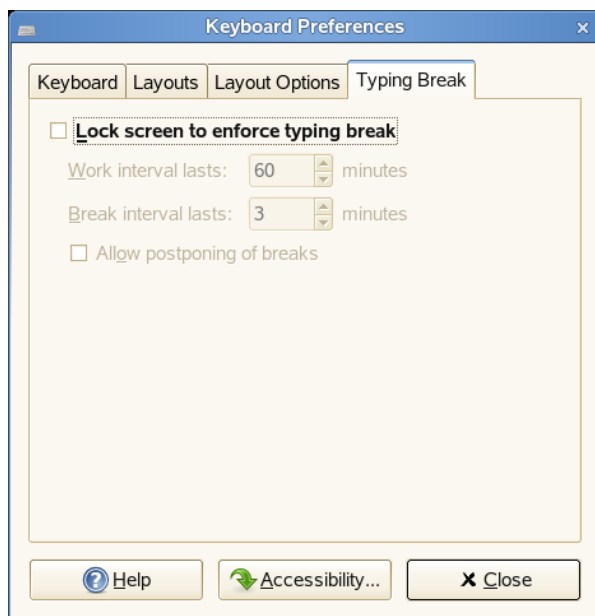 Keyboard Preferences
Keyboard Layouts Layout Options Typing Break
Lock screen to enforce typing break
Work interval lasts: 60 minutes
Break interval lasts: 3 minutes
Allow postponing of breaks
Help Accessibility... Close